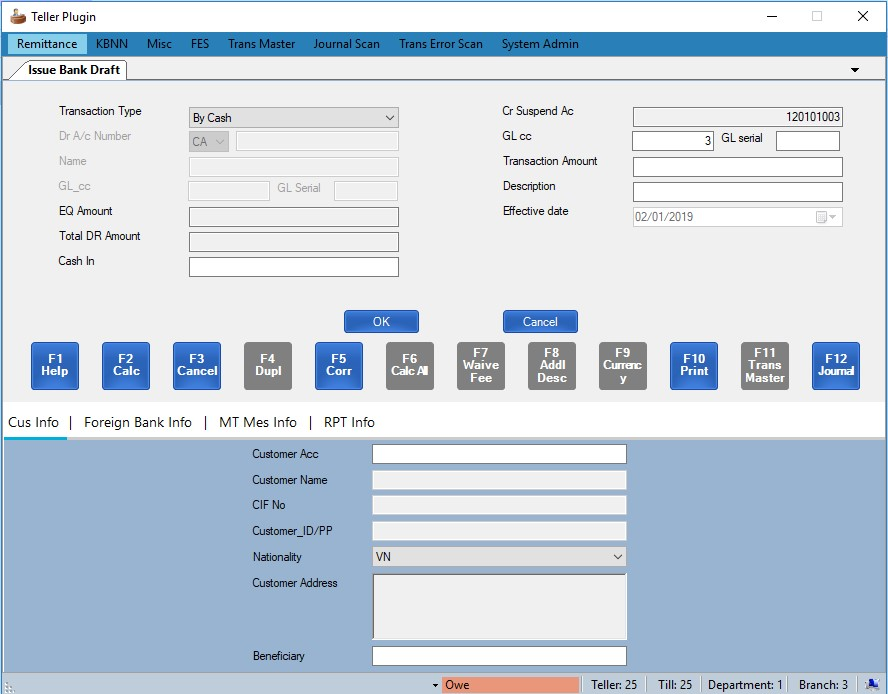 Teller Plugin
Remittance KBNN Misc FES Trans Master Journal Scan Trans Error Scan System Admin
Issue Bank Draft
Transaction Type By Cash Cr Suspend Ac 120101003
Dr A/c Number CA GL cc 3 GL serial
Name Transaction Amount
GL_cc GL Serial Description
EQ Amount Effective date 02/01/2019
Total DR Amount
Cash In
OK Cancel
F1 F2 F3 F4 F5 F6 F7 F8 F9 F10 F11 F12
Help Calc Cancel Dupl Corr Calc All Waive Addl Currenc Print Trans Journal
Fee Desc y Master
Cus Info | Foreign Bank Info | MT Mes Info | RPT Info
Customer Acc
Customer Name
CIF No
Customer_ID/PP
Nationality VN
Customer Address
Beneficiary
Owe Teller: 25 Till: 25 Department: 1 Branch: 3